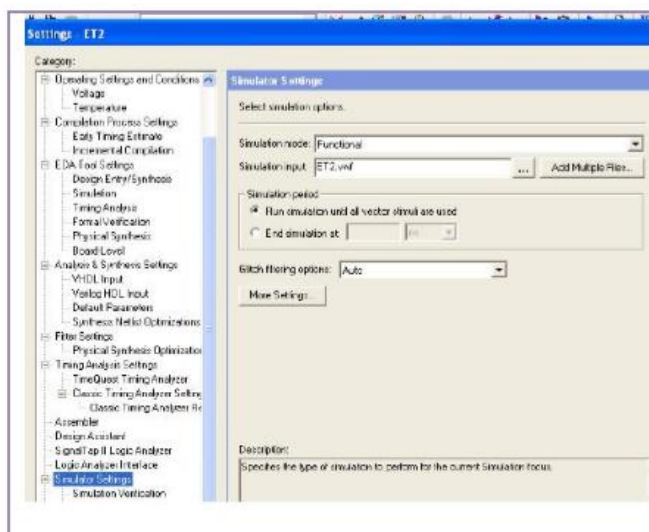 Settings - ET2
Category:
Operating Settings and Conditions
Voltage
Temperature
Compilation Process Settings
Early Timing Estimate
Incremental Compilation
EDA Tool Settings
Design Entry/Synthesis
Simulation
Timing Analysis
Formal Verification
Physical Synthesis
Board-Level
Analysis & Synthesis Settings
VHDL Input
Verilog HDL Input
Default Parameters
Synthesis Netlist Optimizations
Fitter Settings
Physical Synthesis Optimization
Timing Analysis Settings
TimeQuest Timing Analyzer
Classic Timing Analyzer Setting
Classic Timing Analyzer Re
Assembler
Design Assistant
SignalTap II Logic Analyzer
Logic Analyzer Interface
Simulator Settings
Simulation Verification
Simulator Settings
Select simulation options.
Simulation mode: Functional
Simulation input: ET2.vwf ... Add Multiple Files...
Simulation period
Run simulation until all vector stimuli are used
End simulation at:
Glitch filtering options: Auto
More Settings...
Description:
Specifies the type of simulation to perform for the current Simulation focus.